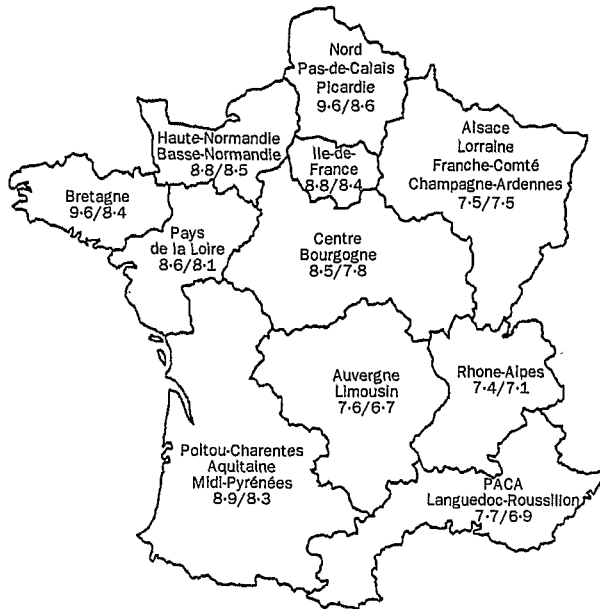 Nord
Pas-de-Calais
Picardie
9·6/8·6
Haute-Normandie
Basse-Normandie
8·8/8·5
Ile-de-
France
8·8/8·4
Alsace
Lorraine
Franche-Comté
Champagne-Ardennes
7·5/7·5
Bretagne
9·6/8·4
Pays
de la Loire
8·6/8·1
Centre
Bourgogne
8·5/7·8
Auvergne
Limousin
7·6/6·7
Rhone-Alpes
7·4/7·1
Poitou-Charentes
Aquitaine
Midi-Pyrénées
8·9/8·3
PACA
Languedoc-Roussillon
7·7/6·9